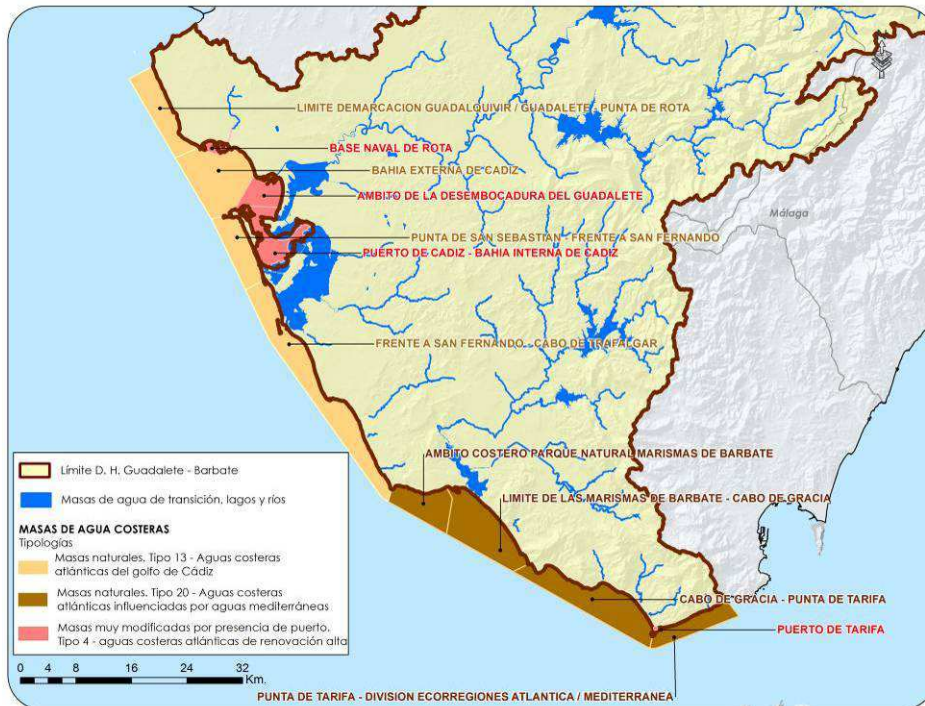 LIMITE DEMARCACION GUADALQUIVIR / GUADALETE - PUNTA DE ROTA
BASE NAVAL DE ROTA
BAHIA EXTERNA DE CADIZ
AMBITO DE LA DESEMBOCADURA DEL GUADALETE
Málaga
PUNTA DE SAN SEBASTIAN - FRENTE A SAN FERNANDO
PUERTO DE CADIZ - BAHIA INTERNA DE CADIZ
FRENTE A SAN FERNANDO - CABO DE TRAFALGAR
AMBITO COSTERO PARQUE NATURAL MARISMAS DE BARBATE
LIMITE DE LAS MARISMAS DE BARBATE - CABO DE GRACIA
CABO DE GRACIA - PUNTA DE TARIFA
PUERTO DE TARIFA
PUNTA DE TARIFA - DIVISION ECORREGIONES ATLANTICA / MEDITERRANEA
Límite D. H. Guadalete - Barbate
Masas de agua de transición, lagos y ríos
MASAS DE AGUA COSTERAS
Tipologías
Masas naturales. Tipo 13 - Aguas costeras
atlánticas del golfo de Cádiz
Masas naturales. Tipo 20 - Aguas costeras
atlánticas influenciadas por aguas mediterráneas
Masas muy modificadas por presencia de puerto.
Tipo 4 - aguas costeras atlánticas de renovación alta
0 4 8 16 24 32
Km.